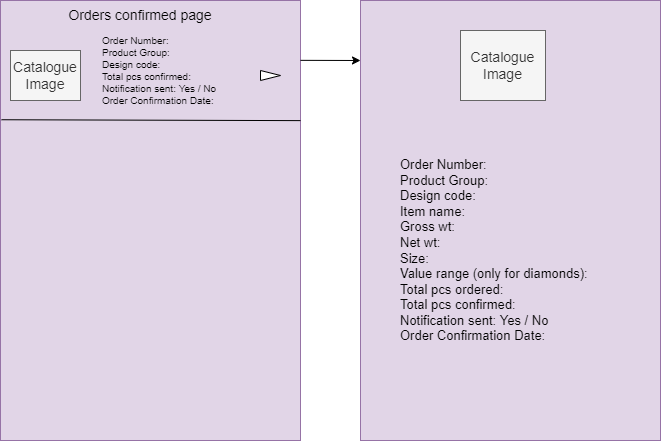 Orders confirmed page
Catalogue
Image
Order Number:
Product Group:
Design code:
Total pcs confirmed:
Notification sent: Yes / No
Order Confirmation Date:
Catalogue
Image
Order Number:
Product Group:
Design code:
Item name:
Gross wt:
Net wt:
Size:
Value range (only for diamonds):
Total pcs ordered:
Total pcs confirmed:
Notification sent: Yes / No
Order Confirmation Date: